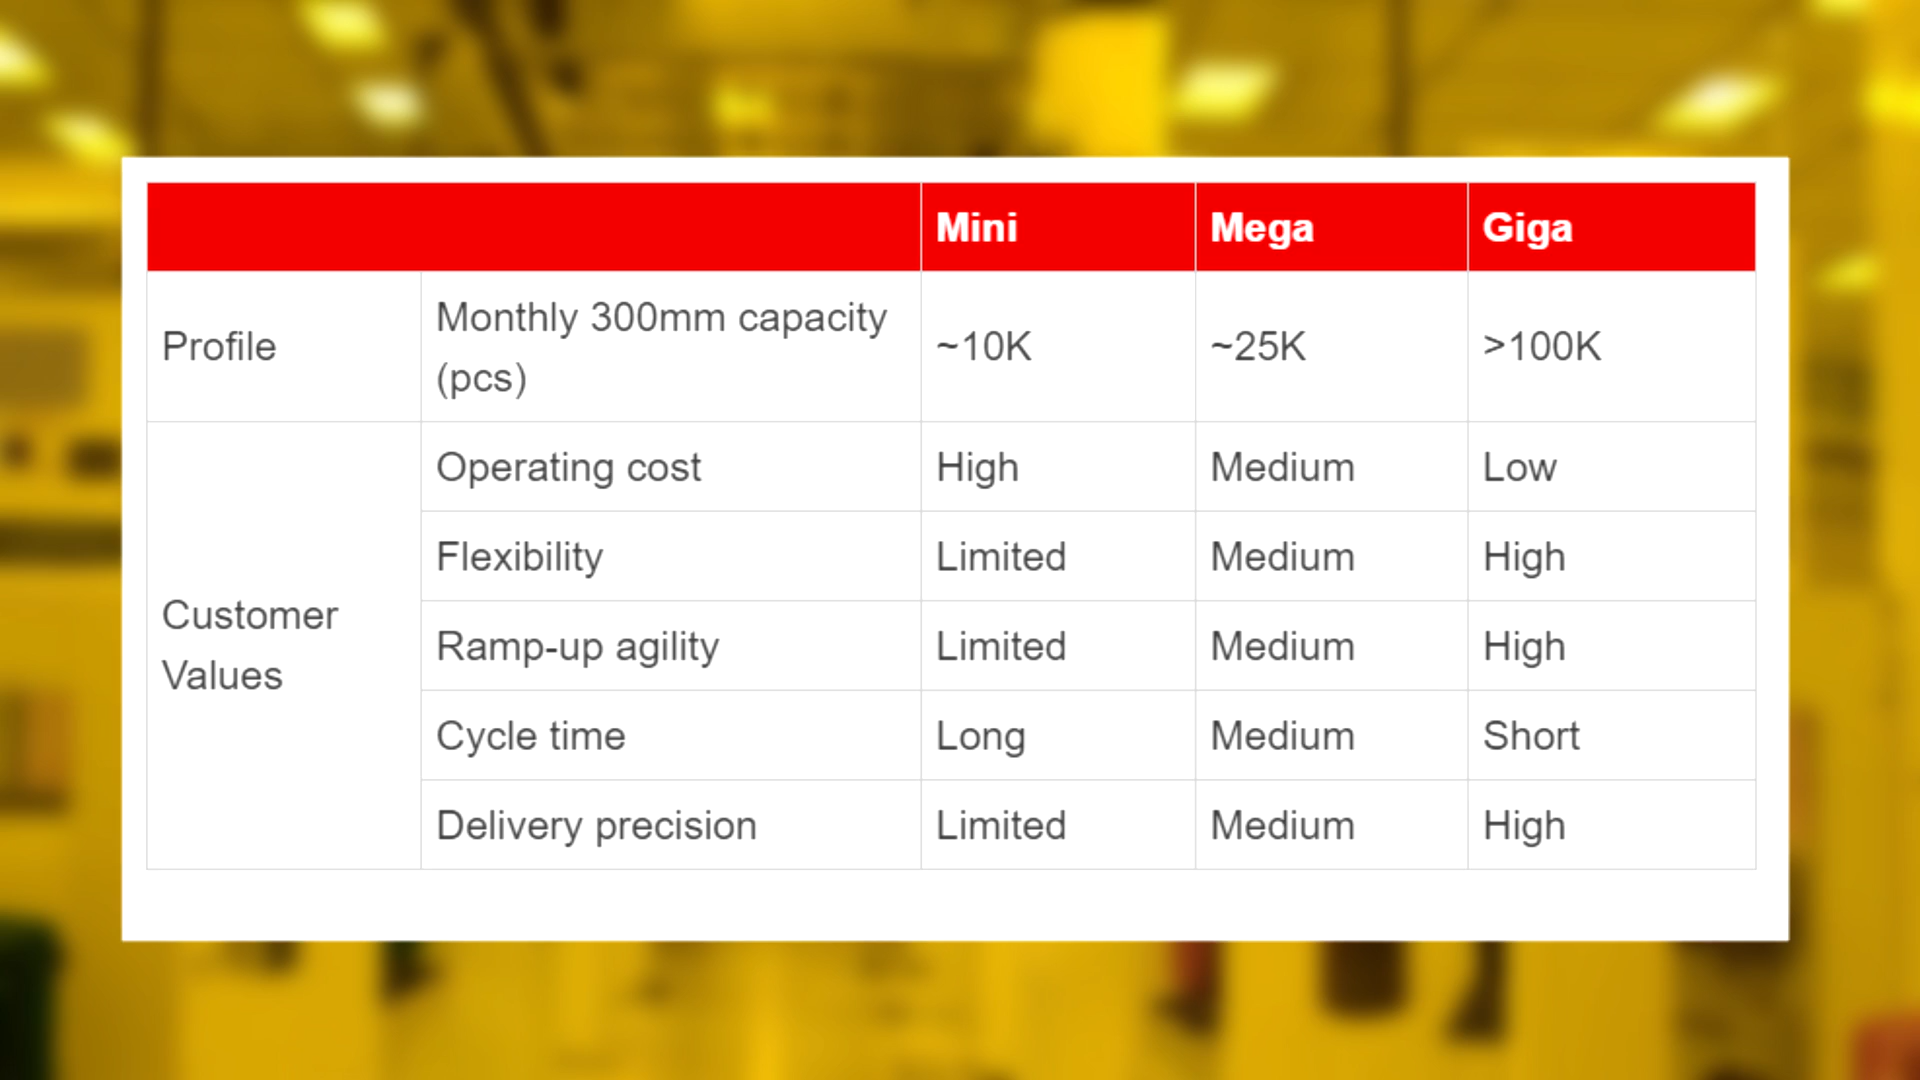 Mini Mega Giga
Profile
Monthly 300mm capacity
(pcs)
~10K ~25K >100K
Customer
Values
Operating cost High Medium Low
Flexibility Limited Medium High
Ramp-up agility Limited Medium High
Cycle time Long Medium Short
Delivery precision Limited Medium High